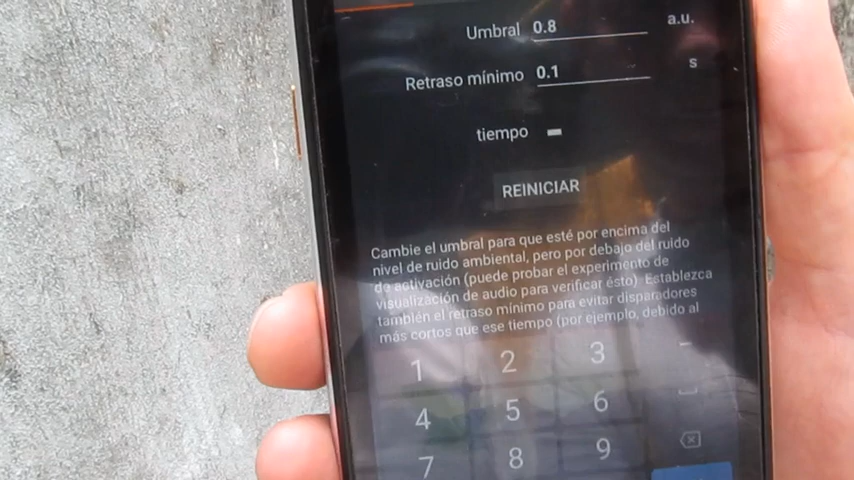 Umbral 0.8 a.u.
Retraso mínimo 0.1 s
tiempo -
REINICIAR
Cambie el umbral para que esté por encima del
nivel de ruido ambiental, pero por debajo del ruido
de activación (puede probar el experimento de
visualización de audio para verificar ésto). Establezca
también el retraso mínimo para evitar disparadores
más cortos que ese tiempo (por ejemplo, debido al
1 2 3 -
4 5 6
7 8 9